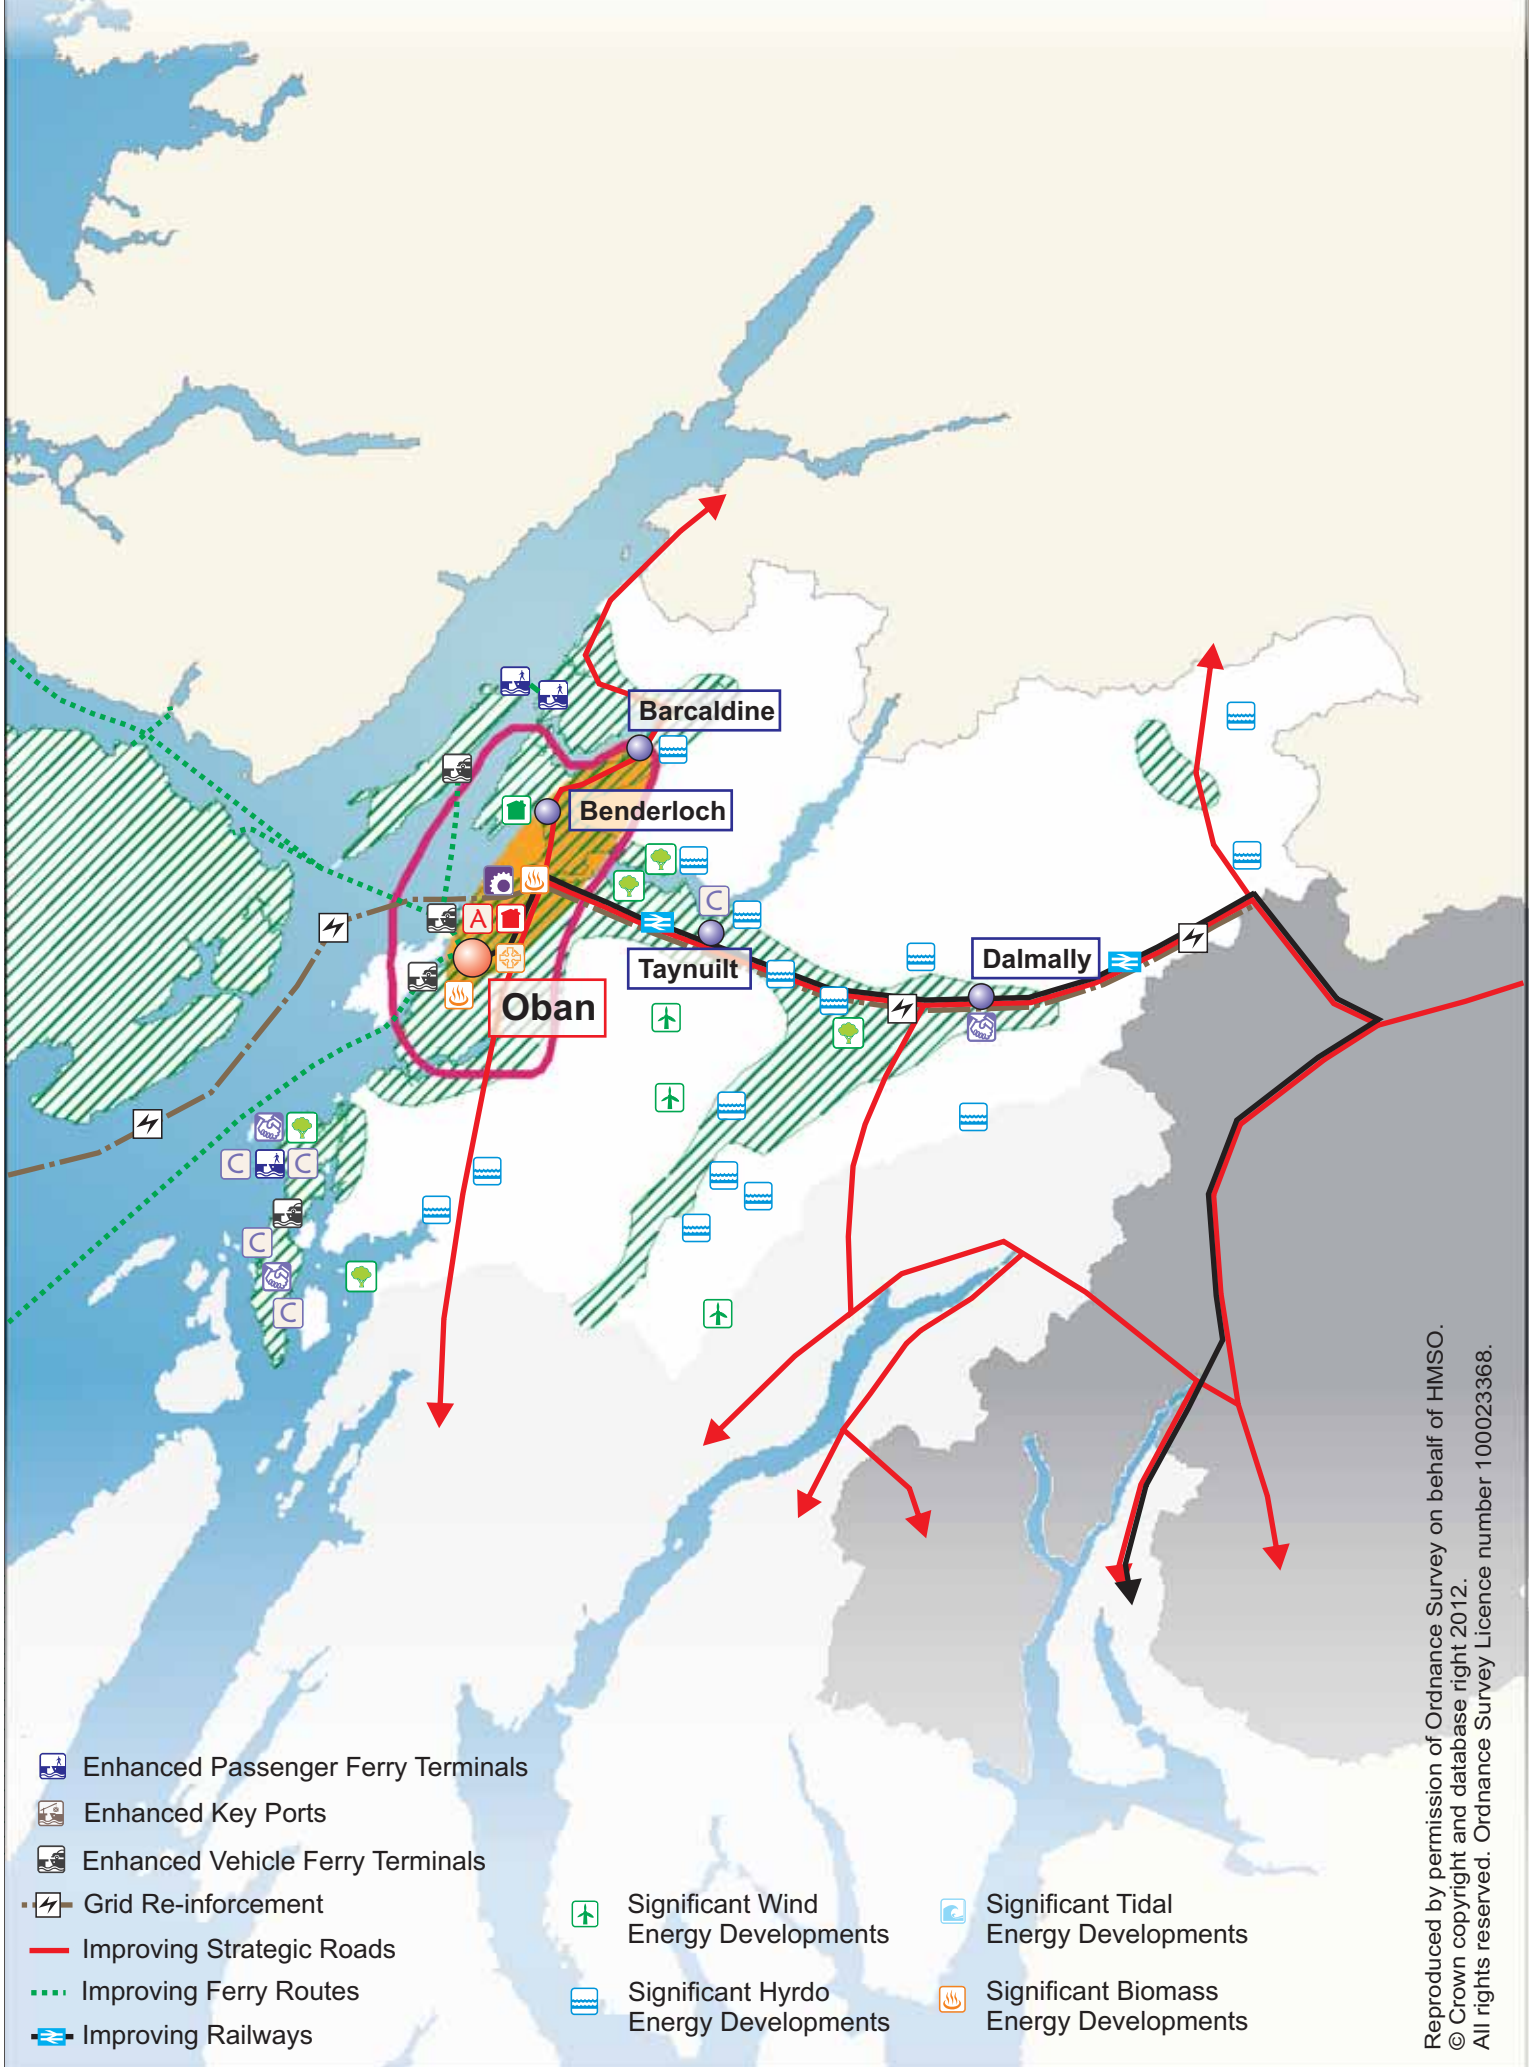 Barcaldine
Benderloch
C
A
Taynuilt
Dalmally
Oban
C
C
C
C
Enhanced Passenger Ferry Terminals
Enhanced Key Ports
Enhanced Vehicle Ferry Terminals
Grid Re-inforcement
Improving Strategic Roads
Improving Ferry Routes
Improving Railways
Significant Wind
Energy Developments
Significant Hyrdo
Energy Developments
Significant Tidal
Energy Developments
Significant Biomass
Energy Developments
Reproduced by permission of Ordnance Survey on behalf of HMSO.
© Crown copyright and database right 2012.
All rights reserved. Ordnance Survey Licence number 100023368.